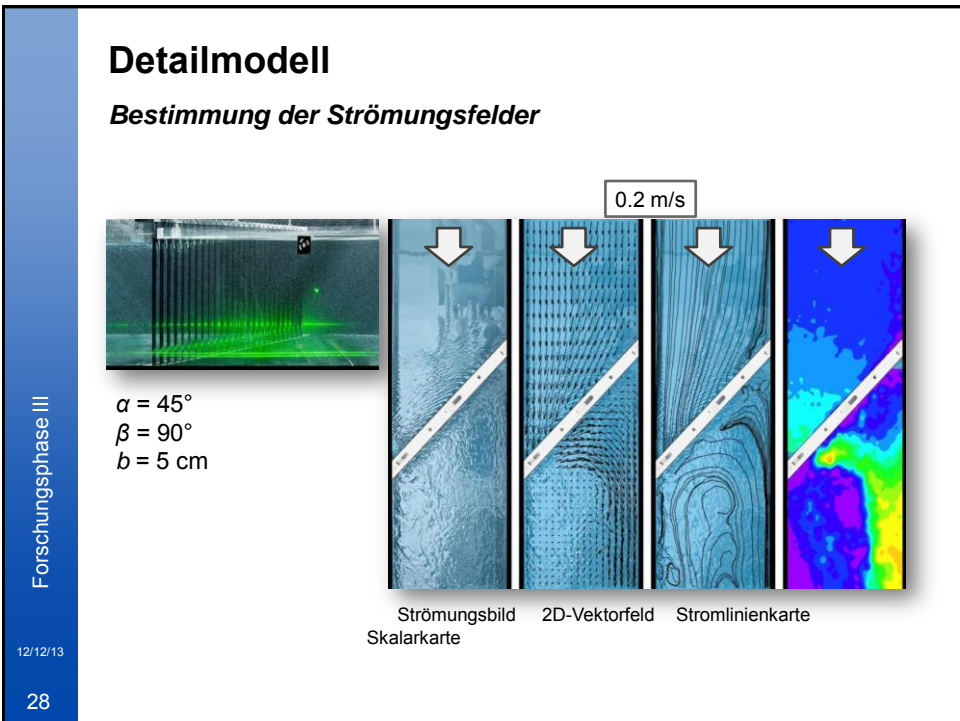 Detailmodell
Bestimmung der Strömungsfelder
0.2 m/s
α = 45°
β = 90°
b = 5 cm
Strömungsbild 2D-Vektorfeld Stromlinienkarte
Skalarkarte
Forschungsphase III
12/12/13
28